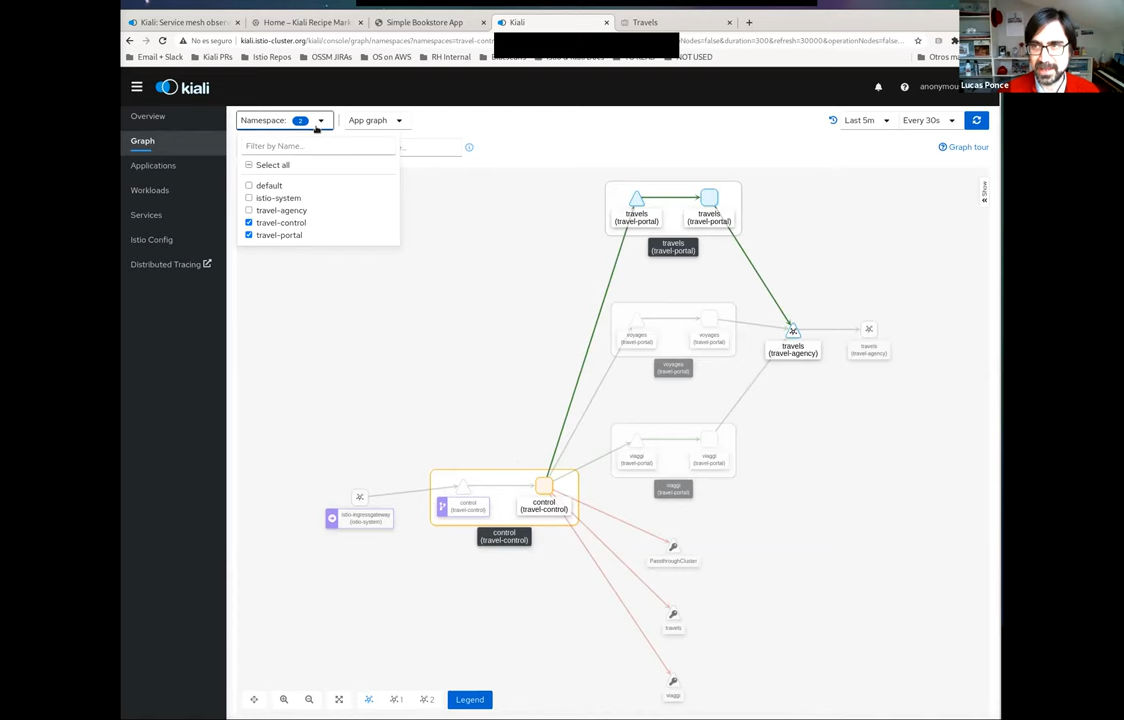 Kiali: Service mesh obser
Home – Kiali Recipe Mark
Simple Bookstore App
Kiali
Travels
No es seguro
kiali.istio-cluster.org/kiali/console/graph/namespaces?namespaces=travel-cont
Nodes=false&duration=300&refresh=30000&operationNodes=false...
Email + Slack
Kiali PRs
Istio Repos
OSSM JIRAs
OS on AWS
RH Internal
NOT USED
Otros m
Lucas Ponce
kiali
anonymou
Overview
Graph
Applications
Workloads
Services
Istio Config
Distributed Tracing
Namespace: 2
App graph
Last 5m
Every 30s
Filter by Name...
Select all
default
istio-system
travel-agency
travel-control
travel-portal
Graph tour
Show
travels
(travel-portal)
travels
(travel-portal)
travels
(travel-portal)
voyages
(travel-portal)
voyages
(travel-portal)
voyages
(travel-portal)
travels
(travel-agency)
travels
(travel-agency)
viaggi
(travel-portal)
viaggi
(travel-portal)
viaggi
(travel-portal)
istio-ingressgateway
(istio-system)
control
(travel-control)
control
(travel-control)
control
(travel-control)
PassthroughCluster
travels
viaggi
1
2
Legend